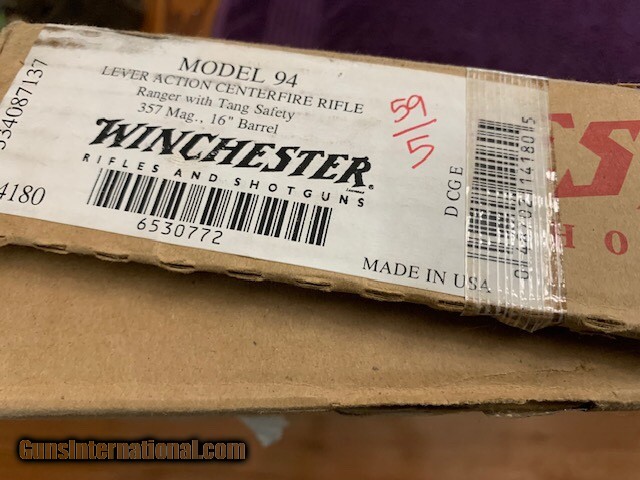 MODEL 94
LEVER ACTION CENTERFIRE RIFLE
Ranger with Tang Safety
357 Mag., 16" Barrel
WINCHESTER®
RIFLES AND SHOTGUNS
6530772
MADE IN USA
534087137
4180
59/5
DCGE
GunsInternational.com